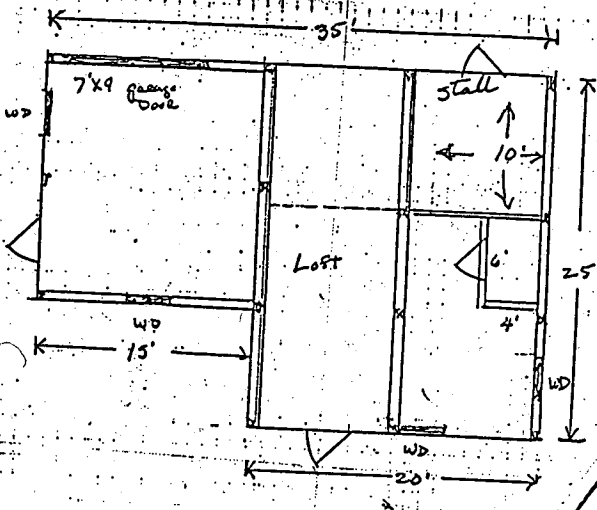 35'
7'X9 garage
Door
Stall
WD
10'
Loft
6'
25
4'
WD
15'
WD
WD
20'